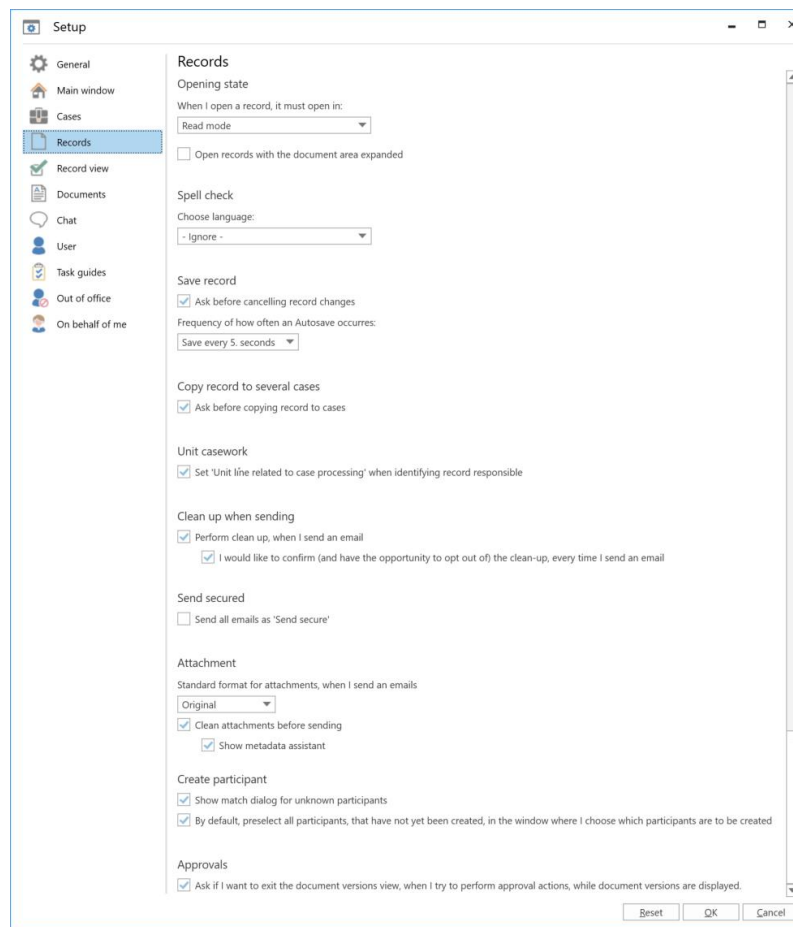 Setup
General
Main window
Cases
Records
Record view
Documents
Chat
User
Task guides
Out of office
On behalf of me
Records
Opening state
When I open a record, it must open in:
Read mode
Open records with the document area expanded
Spell check
Choose language:
- Ignore -
Save record
Ask before cancelling record changes
Frequency of how often an Autosave occurres:
Save every 5. seconds
Copy record to several cases
Ask before copying record to cases
Unit casework
Set 'Unit line related to case processing' when identifying record responsible
Clean up when sending
Perform clean up, when I send an email
I would like to confirm (and have the opportunity to opt out of) the clean-up, every time I send an email
Send secured
Send all emails as 'Send secure'
Attachment
Standard format for attachments, when I send an emails
Original
Clean attachments before sending
Show metadata assistant
Create participant
Show match dialog for unknown participants
By default, preselect all participants, that have not yet been created, in the window where I choose which participants are to be created
Approvals
Ask if I want to exit the document versions view, when I try to perform approval actions, while document versions are displayed.
Reset OK Cancel